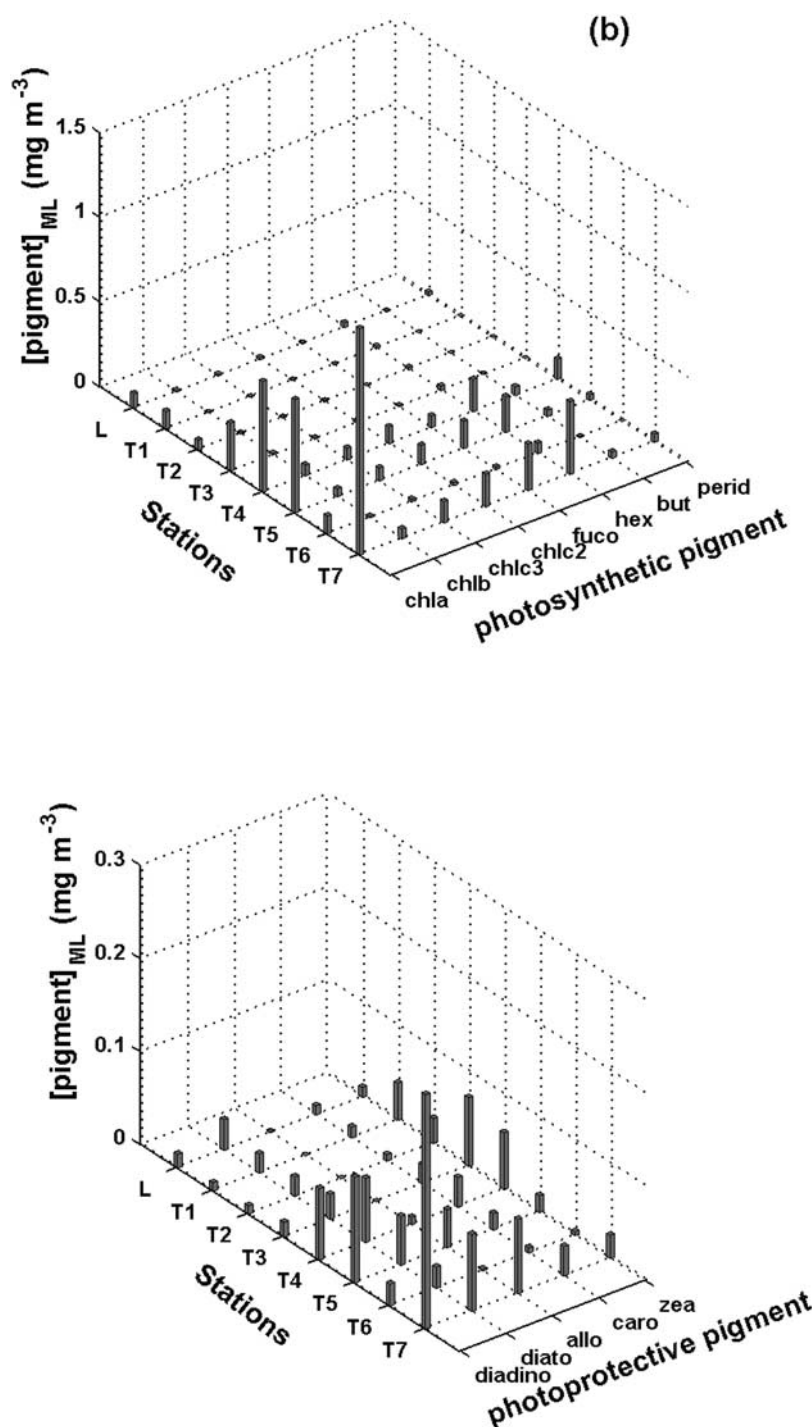 (b)
[pigment]ML (mg m-3)
1.5
1
0.5
0
L
T1
T2
T3
T4
T5
T6
T7
Stations
chla
chlb
chlc3
chlc2
fuco
hex
but
perid
photosynthetic pigment
[pigment]ML (mg m-3)
0.3
0.2
0.1
0
L
T1
T2
T3
T4
T5
T6
T7
Stations
diadino
diato
allo
caro
zea
photoprotective pigment